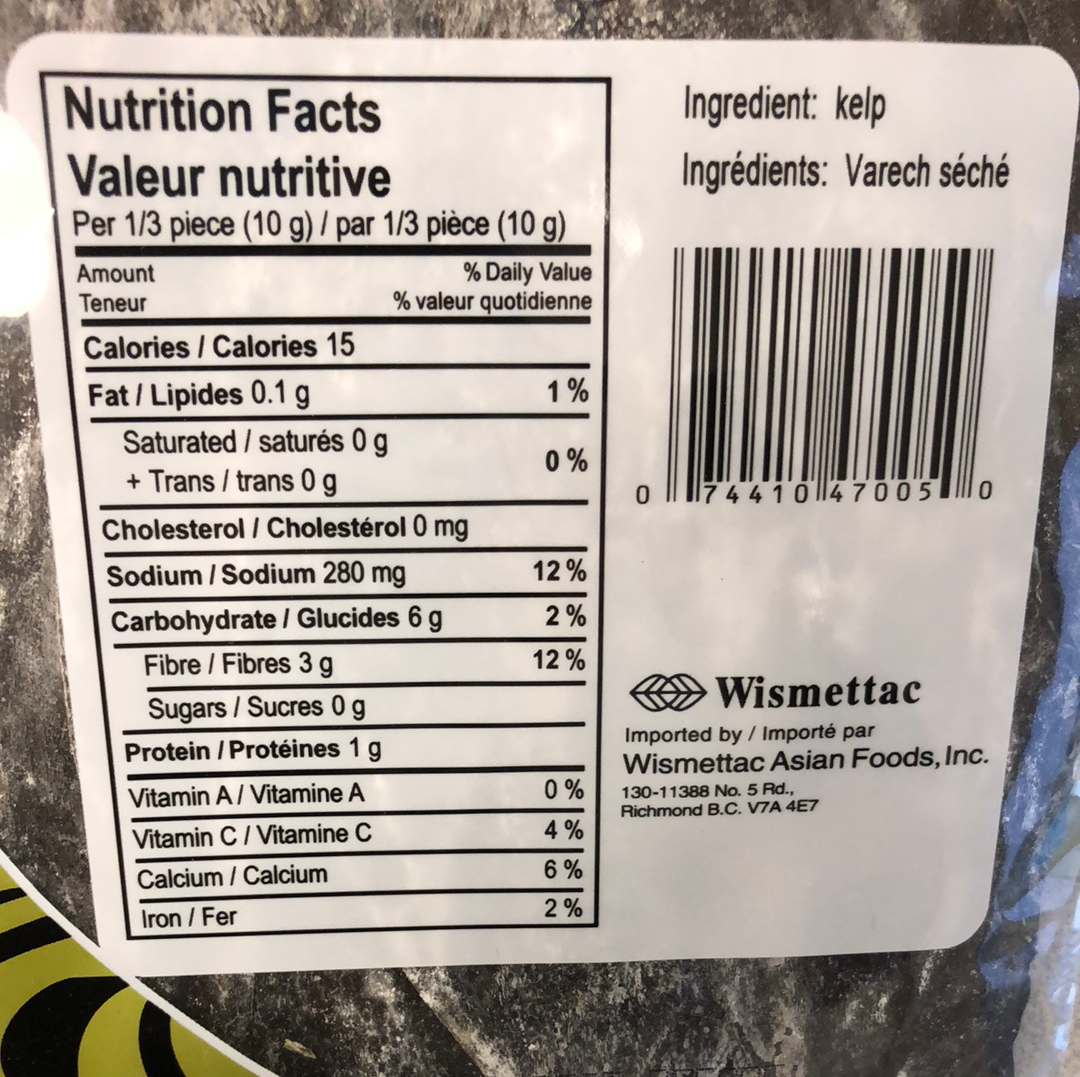 Nutrition Facts
Valeur nutritive
Per 1/3 piece (10 g) / par 1/3 pièce (10 g)
Amount % Daily Value
Teneur % valeur quotidienne
Calories / Calories 15
Fat / Lipides 0.1 g 1 %
Saturated / saturés 0 g
+ Trans / trans 0 g 0 %
Cholesterol / Cholestérol 0 mg
Sodium / Sodium 280 mg 12 %
Carbohydrate / Glucides 6 g 2 %
Fibre / Fibres 3 g 12 %
Sugars / Sucres 0 g
Protein / Protéines 1 g
Vitamin A / Vitamine A 0 %
Vitamin C / Vitamine C 4 %
Calcium / Calcium 6 %
Iron / Fer 2 %
Ingredient: kelp
Ingrédients: Varech séché
0 74410 47005 0
Wismettac
Imported by / Importé par
Wismettac Asian Foods, Inc.
130-11388 No. 5 Rd.,
Richmond B.C. V7A 4E7